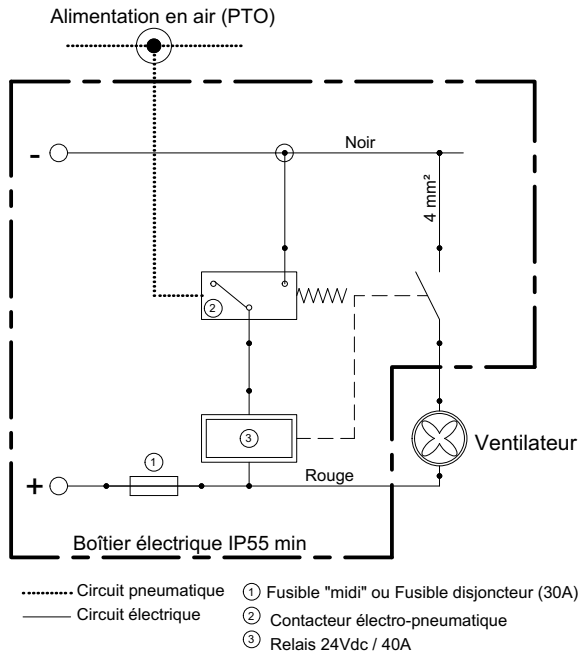 Alimentation en air (PTO)
-
Noir
4 mm²
2
3
1
Ventilateur
+
Rouge
Boîtier électrique IP55 min
Circuit pneumatique
Circuit électrique
1 Fusible "midi" ou Fusible disjoncteur (30A)
2 Contacteur électro-pneumatique
3 Relais 24Vdc / 40A